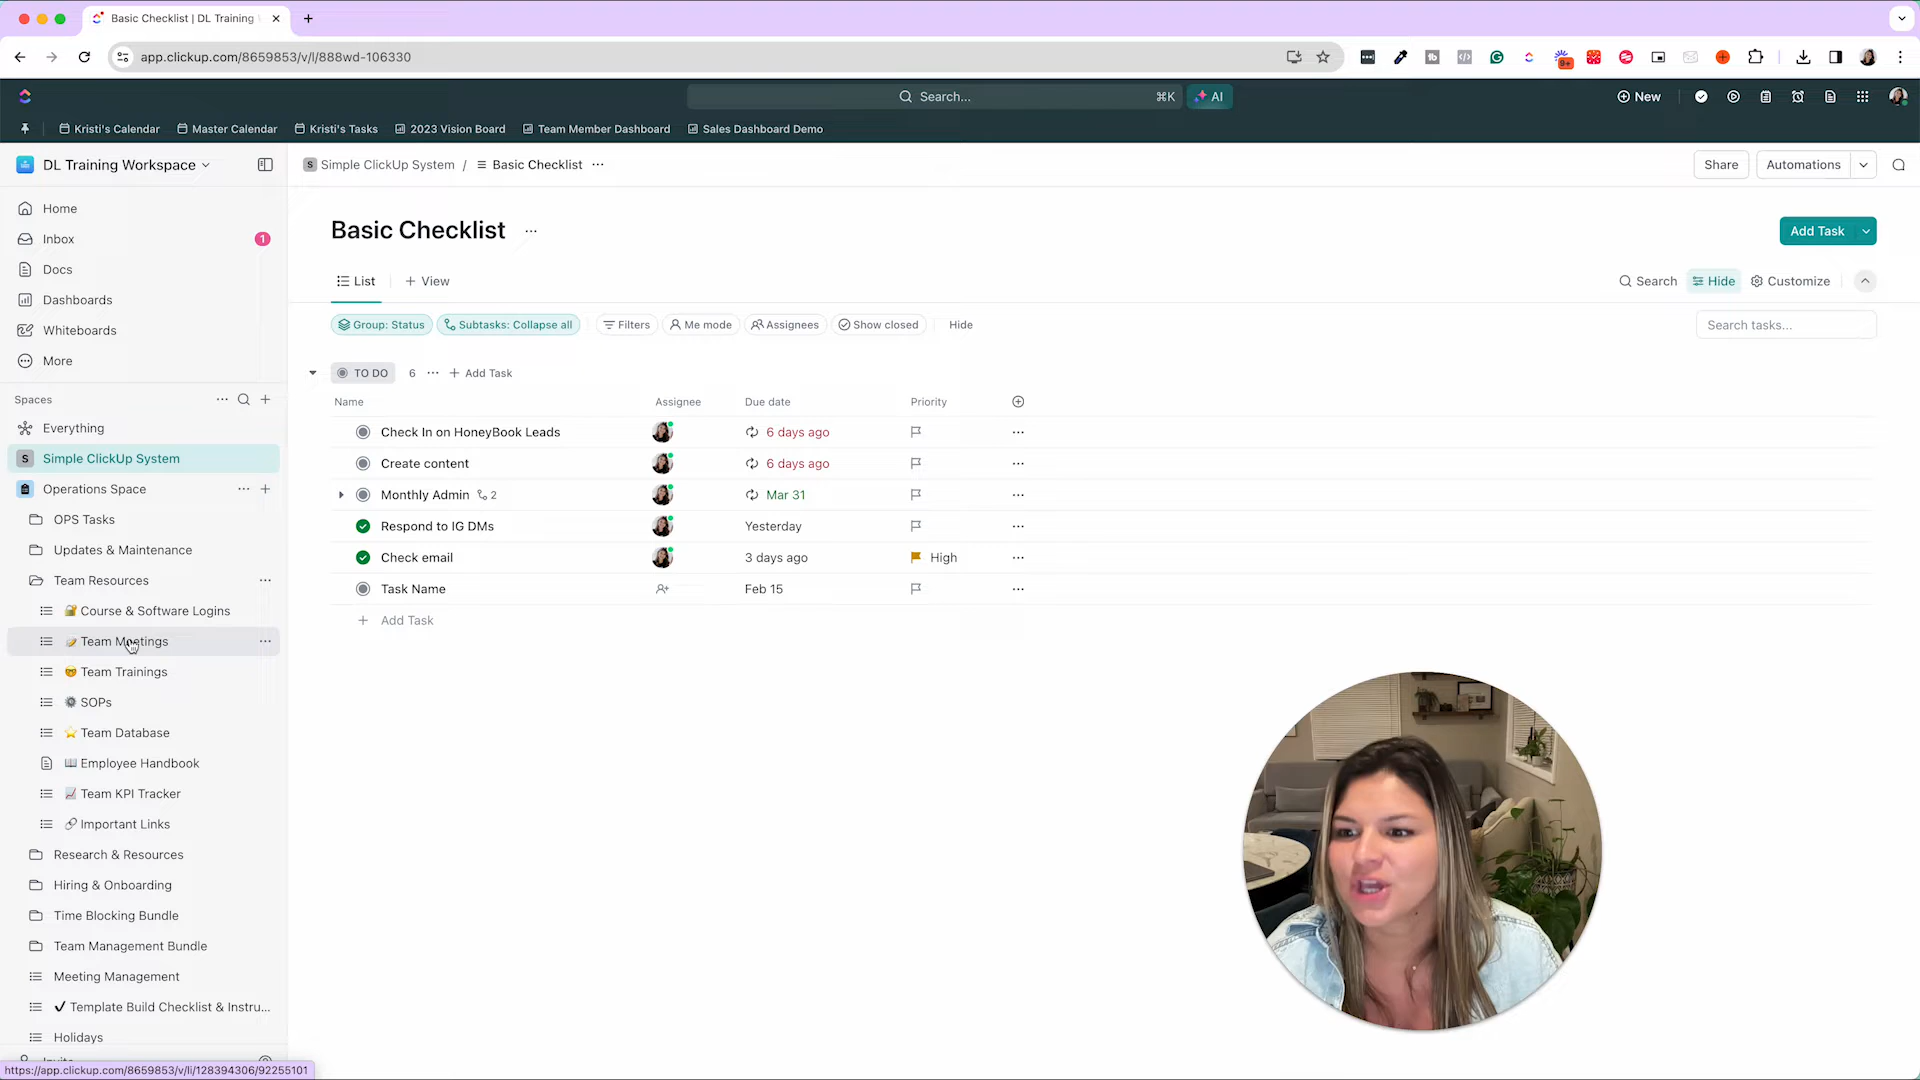 Basic Checklist | DL Training
app.clickup.com/8659853/v/l/888wd-106330
9+
Search...
⌘K
AI
New
Kristi's Calendar
Master Calendar
Kristi's Tasks
2023 Vision Board
Team Member Dashboard
Sales Dashboard Demo
DL Training Workspace
Simple ClickUp System / Basic Checklist ...
Share
Automations
Home
Inbox
1
Docs
Dashboards
Whiteboards
More
Spaces
Everything
S Simple ClickUp System
Operations Space
OPS Tasks
Updates & Maintenance
Team Resources
Course & Software Logins
Team Meetings
Team Trainings
SOPs
Team Database
Employee Handbook
Team KPI Tracker
Important Links
Research & Resources
Hiring & Onboarding
Time Blocking Bundle
Team Management Bundle
Meeting Management
✔ Template Build Checklist & Instru...
Holidays
https://app.clickup.com/8659853/v/li/128394306/92255101
Basic Checklist ...
Add Task
List
+ View
Search
Hide
Customize
Group: Status
Subtasks: Collapse all
Filters
Me mode
Assignees
Show closed
Hide
Search tasks...
TO DO 6 ... + Add Task
Name Assignee Due date Priority
Check In on HoneyBook Leads 6 days ago
Create content 6 days ago
Monthly Admin 2 Mar 31
Respond to IG DMs Yesterday
Check email 3 days ago High
Task Name Feb 15
+ Add Task